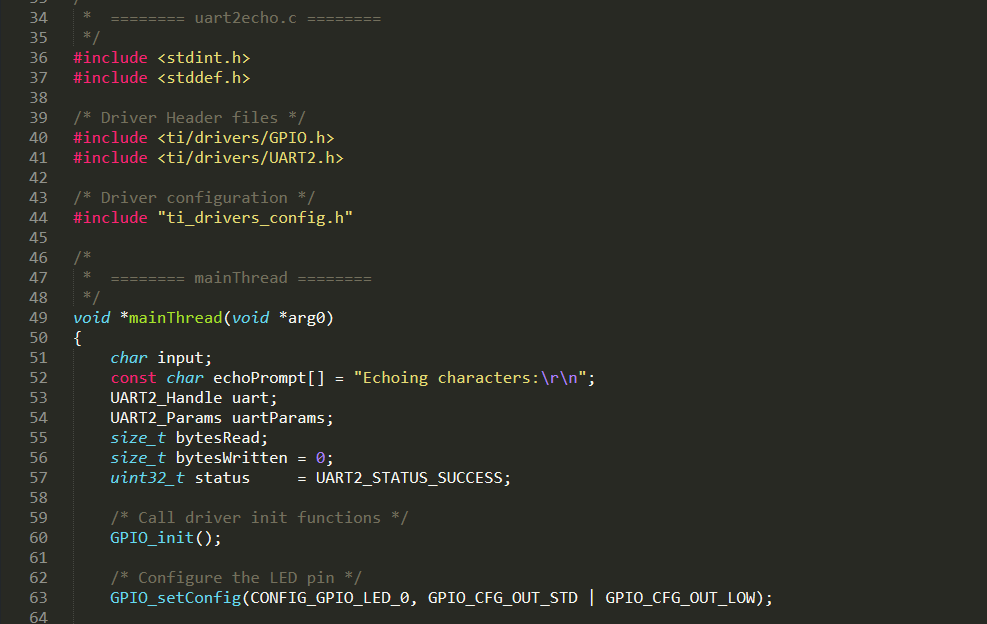 34  *  ======== uart2echo.c ========
35  */
36 #include <stdint.h>
37 #include <stddef.h>
38
39 /* Driver Header files */
40 #include <ti/drivers/GPIO.h>
41 #include <ti/drivers/UART2.h>
42
43 /* Driver configuration */
44 #include "ti_drivers_config.h"
45
46 /*
47  *  ======== mainThread ========
48  */
49 void *mainThread(void *arg0)
50 {
51     char input;
52     const char echoPrompt[] = "Echoing characters:\r\n";
53     UART2_Handle uart;
54     UART2_Params uartParams;
55     size_t bytesRead;
56     size_t bytesWritten = 0;
57     uint32_t status     = UART2_STATUS_SUCCESS;
58
59     /* Call driver init functions */
60     GPIO_init();
61
62     /* Configure the LED pin */
63     GPIO_setConfig(CONFIG_GPIO_LED_0, GPIO_CFG_OUT_STD | GPIO_CFG_OUT_LOW);
64